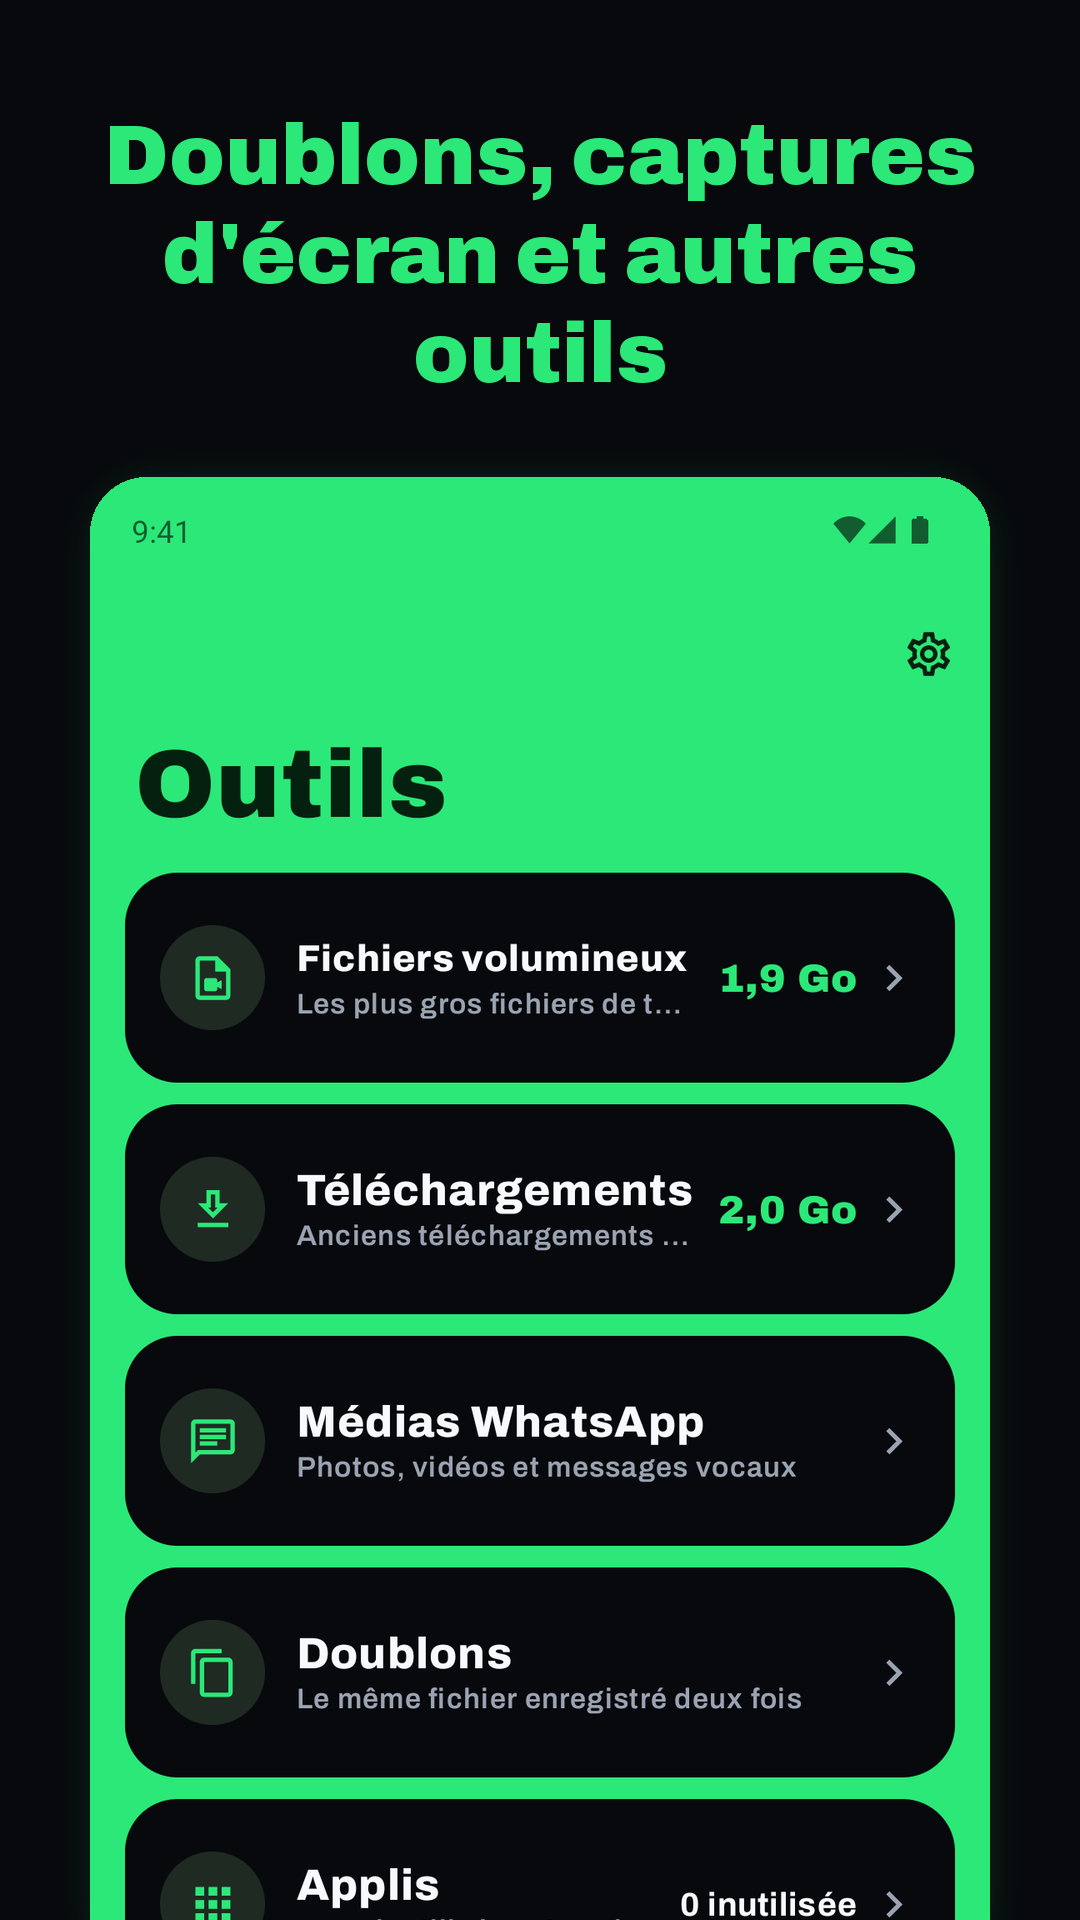 Doublons, captures
d'écran et autres
outils
9:41
Outils
Fichiers volumineux
Les plus gros fichiers de t...
1,9 Go
Téléchargements
Anciens téléchargements ...
2,0 Go
Médias WhatsApp
Photos, vidéos et messages vocaux
Doublons
Le même fichier enregistré deux fois
Applis
0 inutilisée